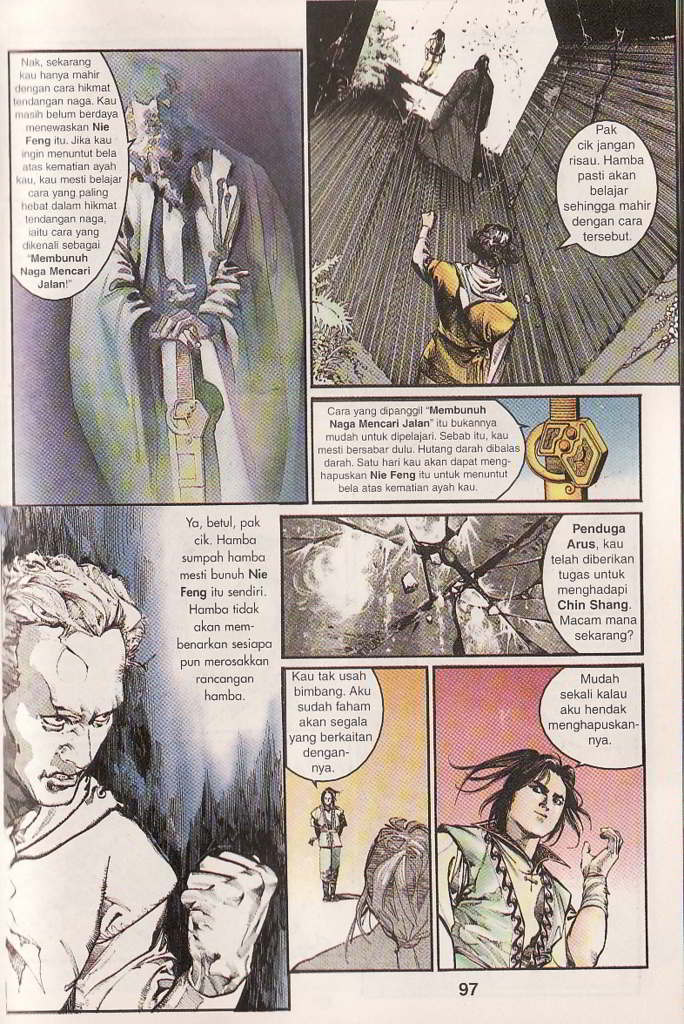 Nak, sekarang
kau hanya mahir
dengan cara hikmat
tendangan naga. Kau
masih belum berdaya
menewaskan Nie
Feng itu. Jika kau
ingin menuntut bela
atas kematian ayah
kau, kau mesti belajar
cara yang paling
hebat dalam hikmat
tendangan naga,
iaitu cara yang
dikenali sebagai
"Membunuh
Naga Mencari
Jalan!"
Pak
cik jangan
risau. Hamba
pasti akan
belajar
sehingga mahir
dengan cara
tersebut.
Cara yang dipanggil "Membunuh
Naga Mencari Jalan" itu bukannya
mudah untuk dipelajari. Sebab itu, kau
mesti bersabar dulu. Hutang darah dibalas
darah. Satu hari kau akan dapat meng-
hapuskan Nie Feng itu untuk menuntut
bela atas kematian ayah kau.
Ya, betul, pak
cik. Hamba
sumpah hamba
mesti bunuh Nie
Feng itu sendiri.
Hamba tidak
akan mem-
benarkan sesiapa
pun merosakkan
rancangan
hamba.
Penduga
Arus, kau
telah diberikan
tugas untuk
menghadapi
Chin Shang.
Macam mana
sekarang?
Kau tak usah
bimbang. Aku
sudah faham
akan segala
yang berkaitan
dengan-
nya.
Mudah
sekali kalau
aku hendak
menghapuskan-
nya.
97